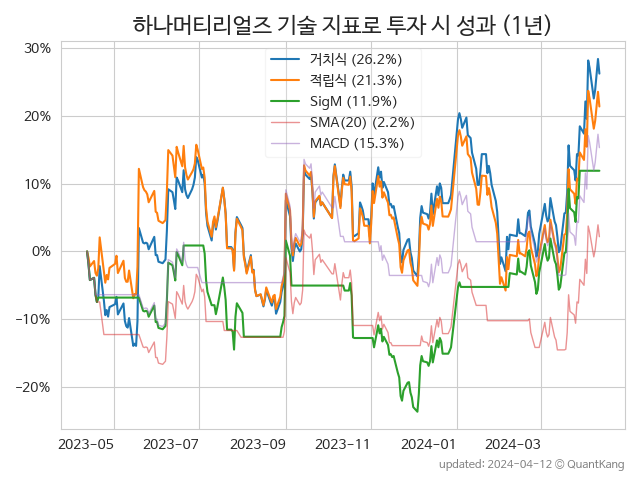 하나머티리얼즈 기술 지표로 투자 시 성과 (1년)
30%
20%
10%
0%
−10%
−20%
거치식 (26.2%)
적립식 (21.3%)
SigM (11.9%)
SMA(20) (2.2%)
MACD (15.3%)
2023-05 2023-07 2023-09 2023-11 2024-01 2024-03
updated: 2024-04-12 © QuantKang